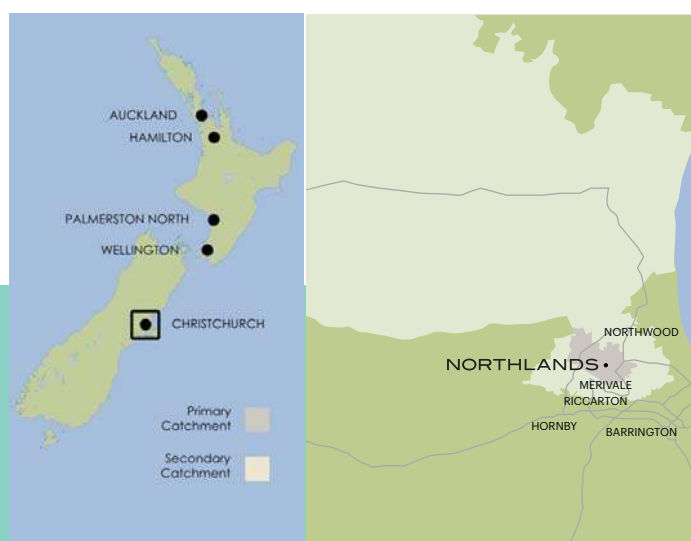 AUCKLAND
HAMILTON
PALMERSTON NORTH
WELLINGTON
CHRISTCHURCH
Primary
Catchment
Secondary
Catchment
NORTHWOOD
NORTHLANDS
MERIVALE
RICCARTON
HORNBY
BARRINGTON